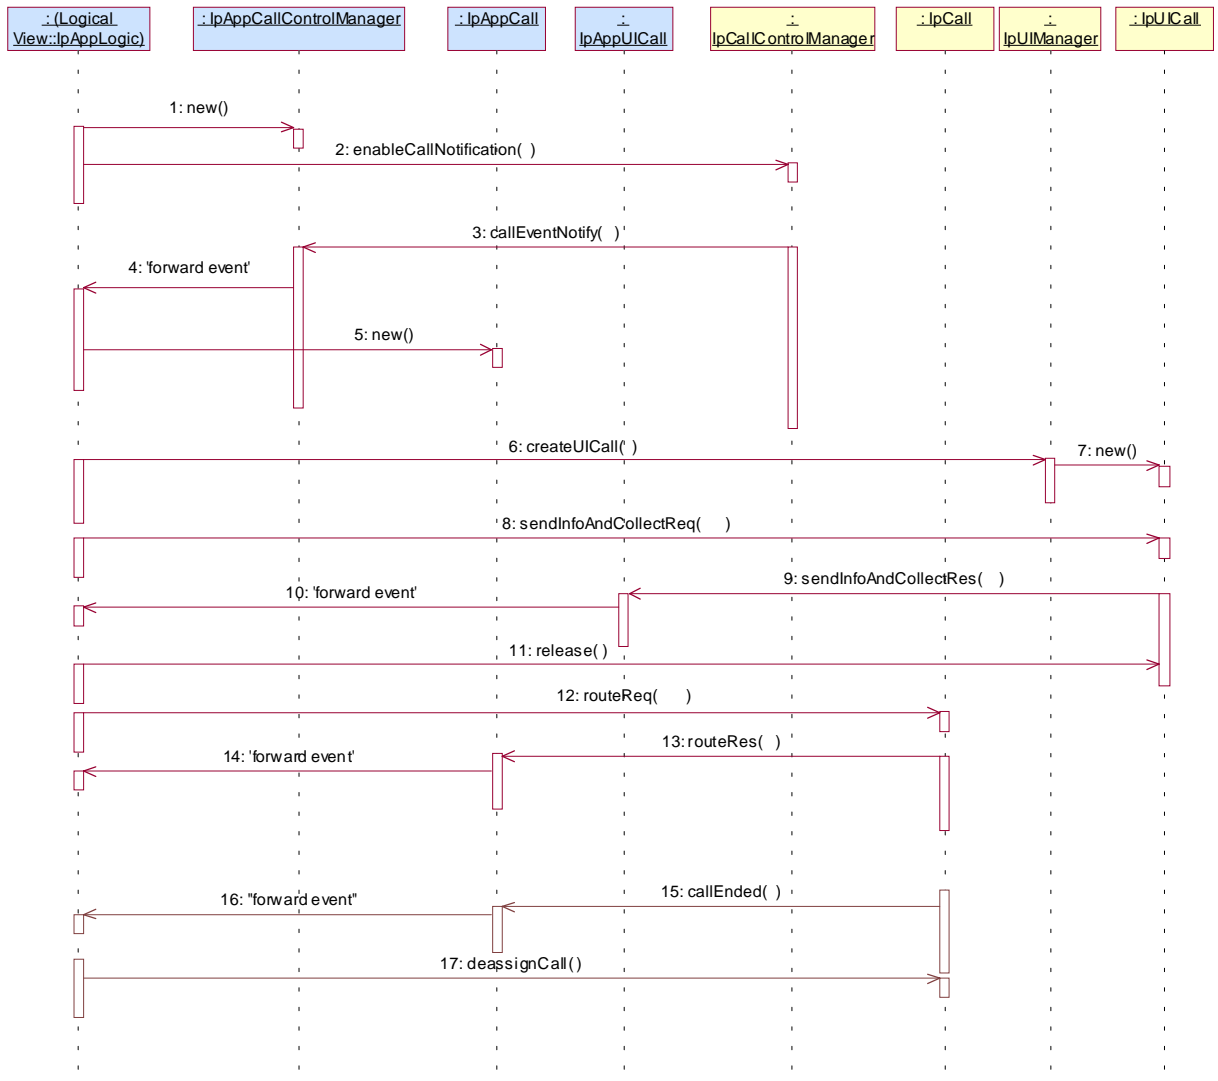 : (Logical
View::IpAppLogic)
: IpAppCallControlManager
: IpAppCall
:
IpAppUICall
:
IpCallControlManager
: IpCall
:
IpUIManager
: IpUICall
1: new()
2: enableCallNotification( )
3: callEventNotify( )
4: 'forward event'
5: new()
6: createUICall( )
7: new()
8: sendInfoAndCollectReq( )
9: sendInfoAndCollectRes( )
10: 'forward event'
11: release( )
12: routeReq( )
13: routeRes( )
14: 'forward event'
15: callEnded( )
16: "forward event"
17: deassignCall( )